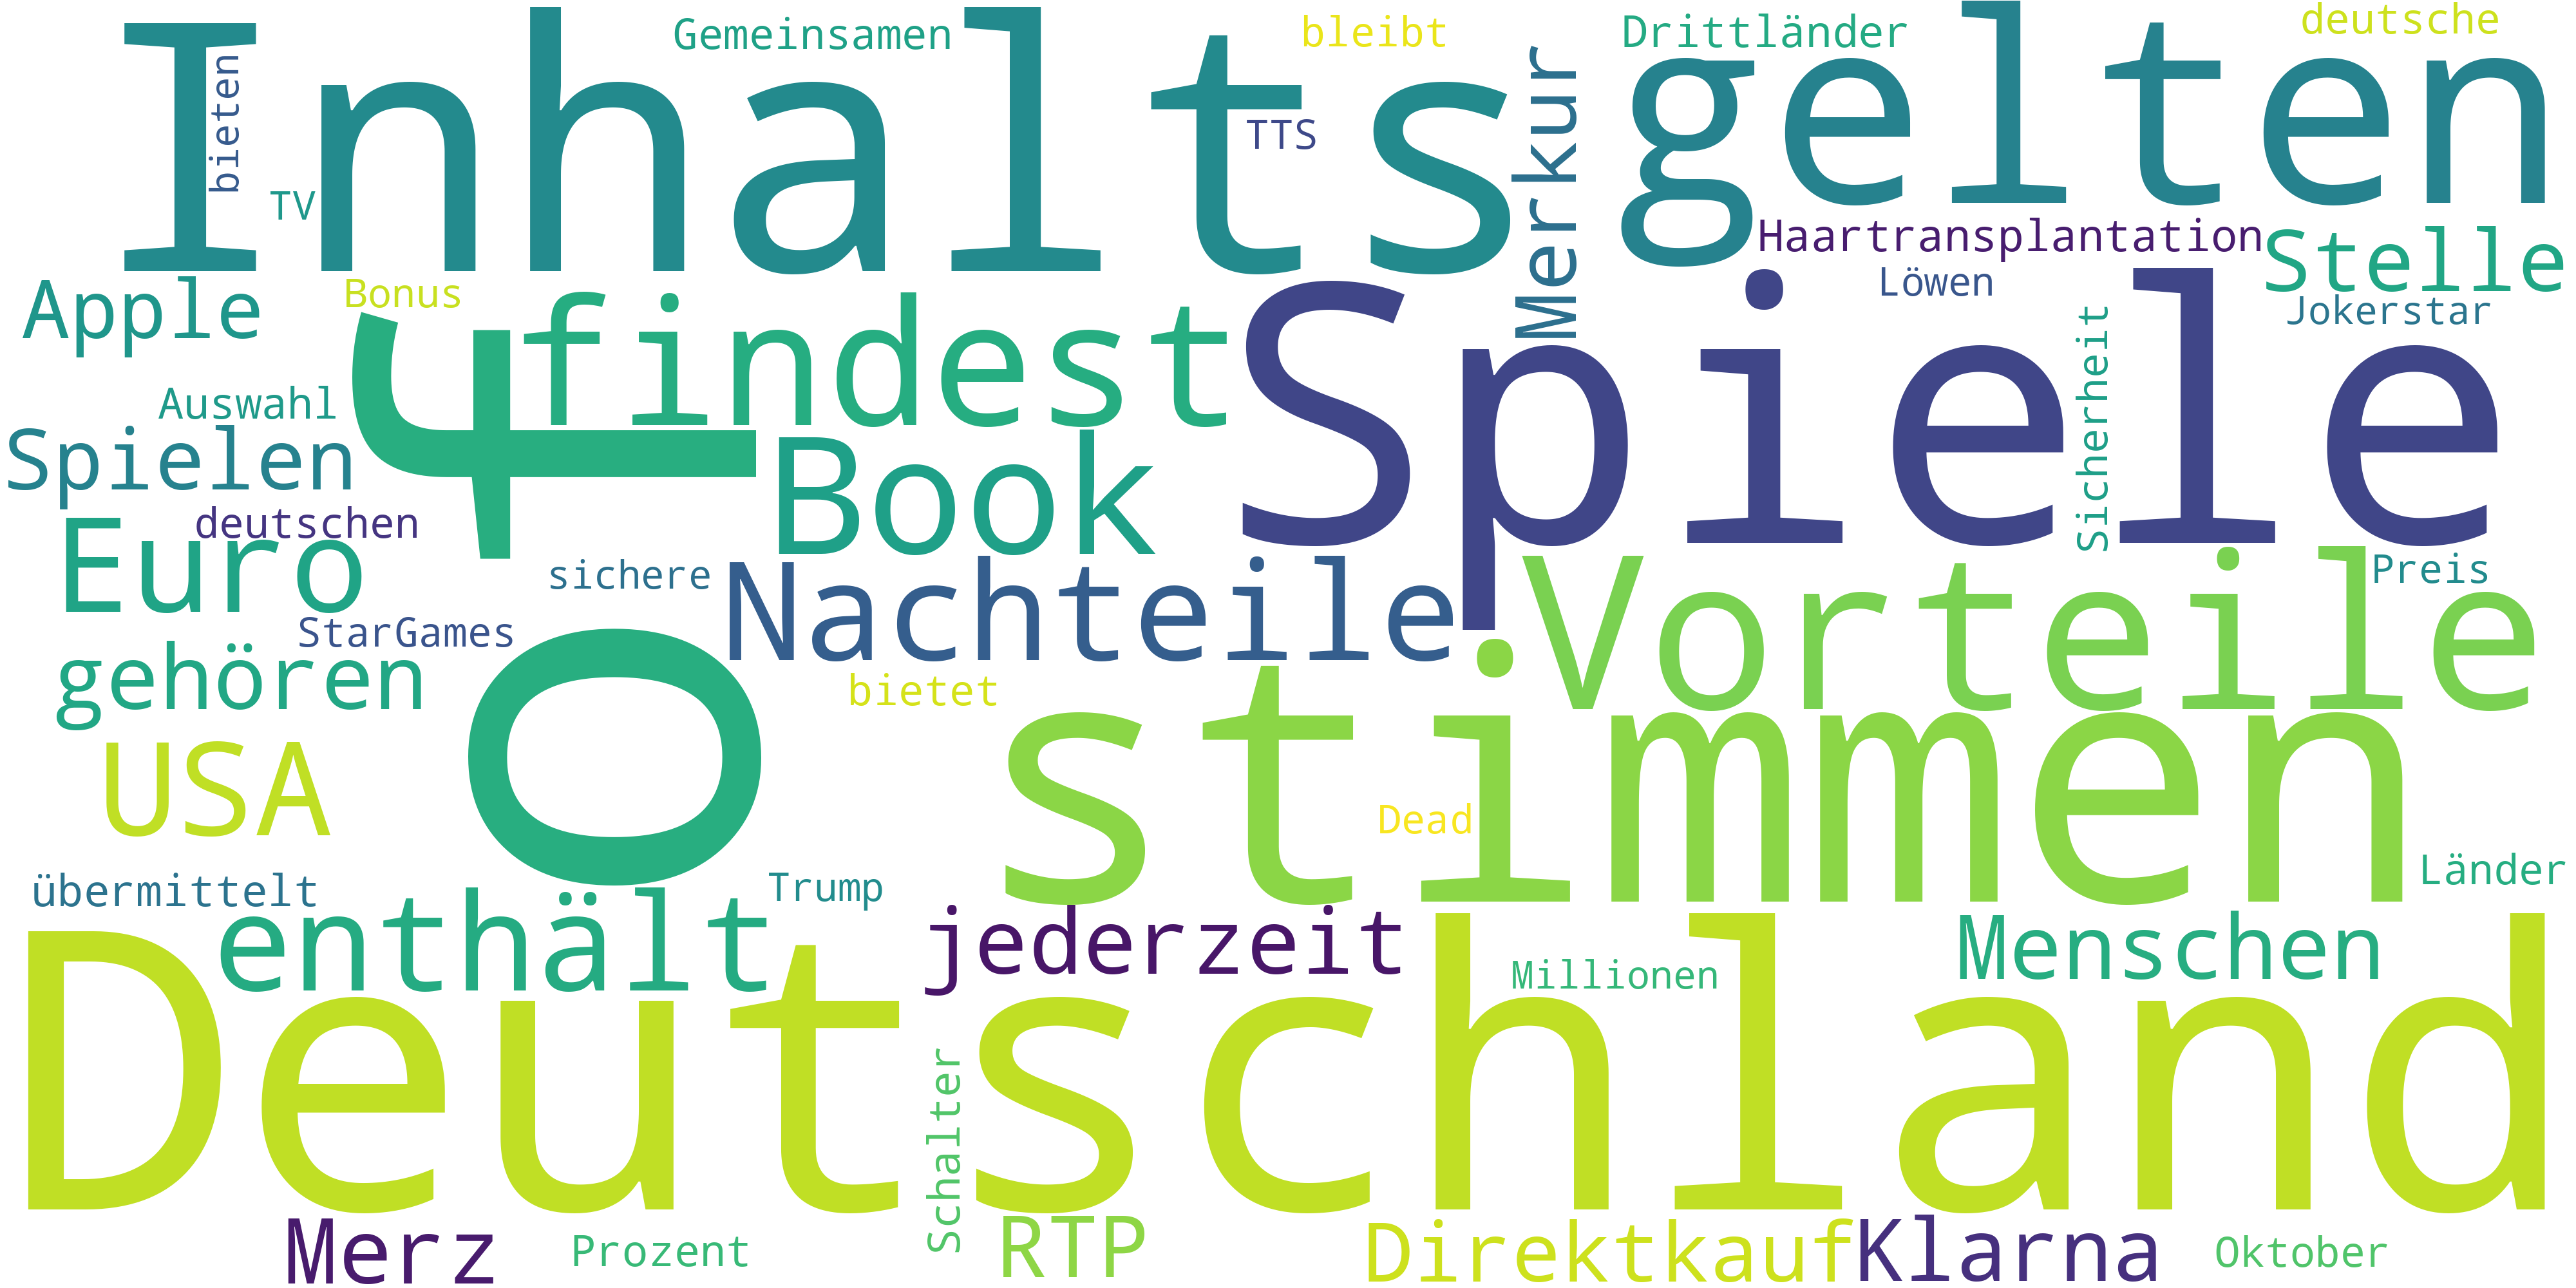 Inhalts
gelten
Gemeinsamen
bleibt
Drittländer
deutsche
bieten
TTS
TV
Merkur
Haartransplantation
Stelle
Apple
Bonus
findest
Spiele
Löwen
Jokerstar
Auswahl
Sicherheit
Spielen
of
Book
deutschen
Euro
sichere
Nachteile
Vorteile
Preis
StarGames
gehören
bietet
stimmen
USA
Dead
Länder
übermittelt
Trump
enthält
jederzeit
Menschen
Millionen
Deutschland
Schalter
Merz
Prozent
RTP
Direktkauf
Klarna
Oktober